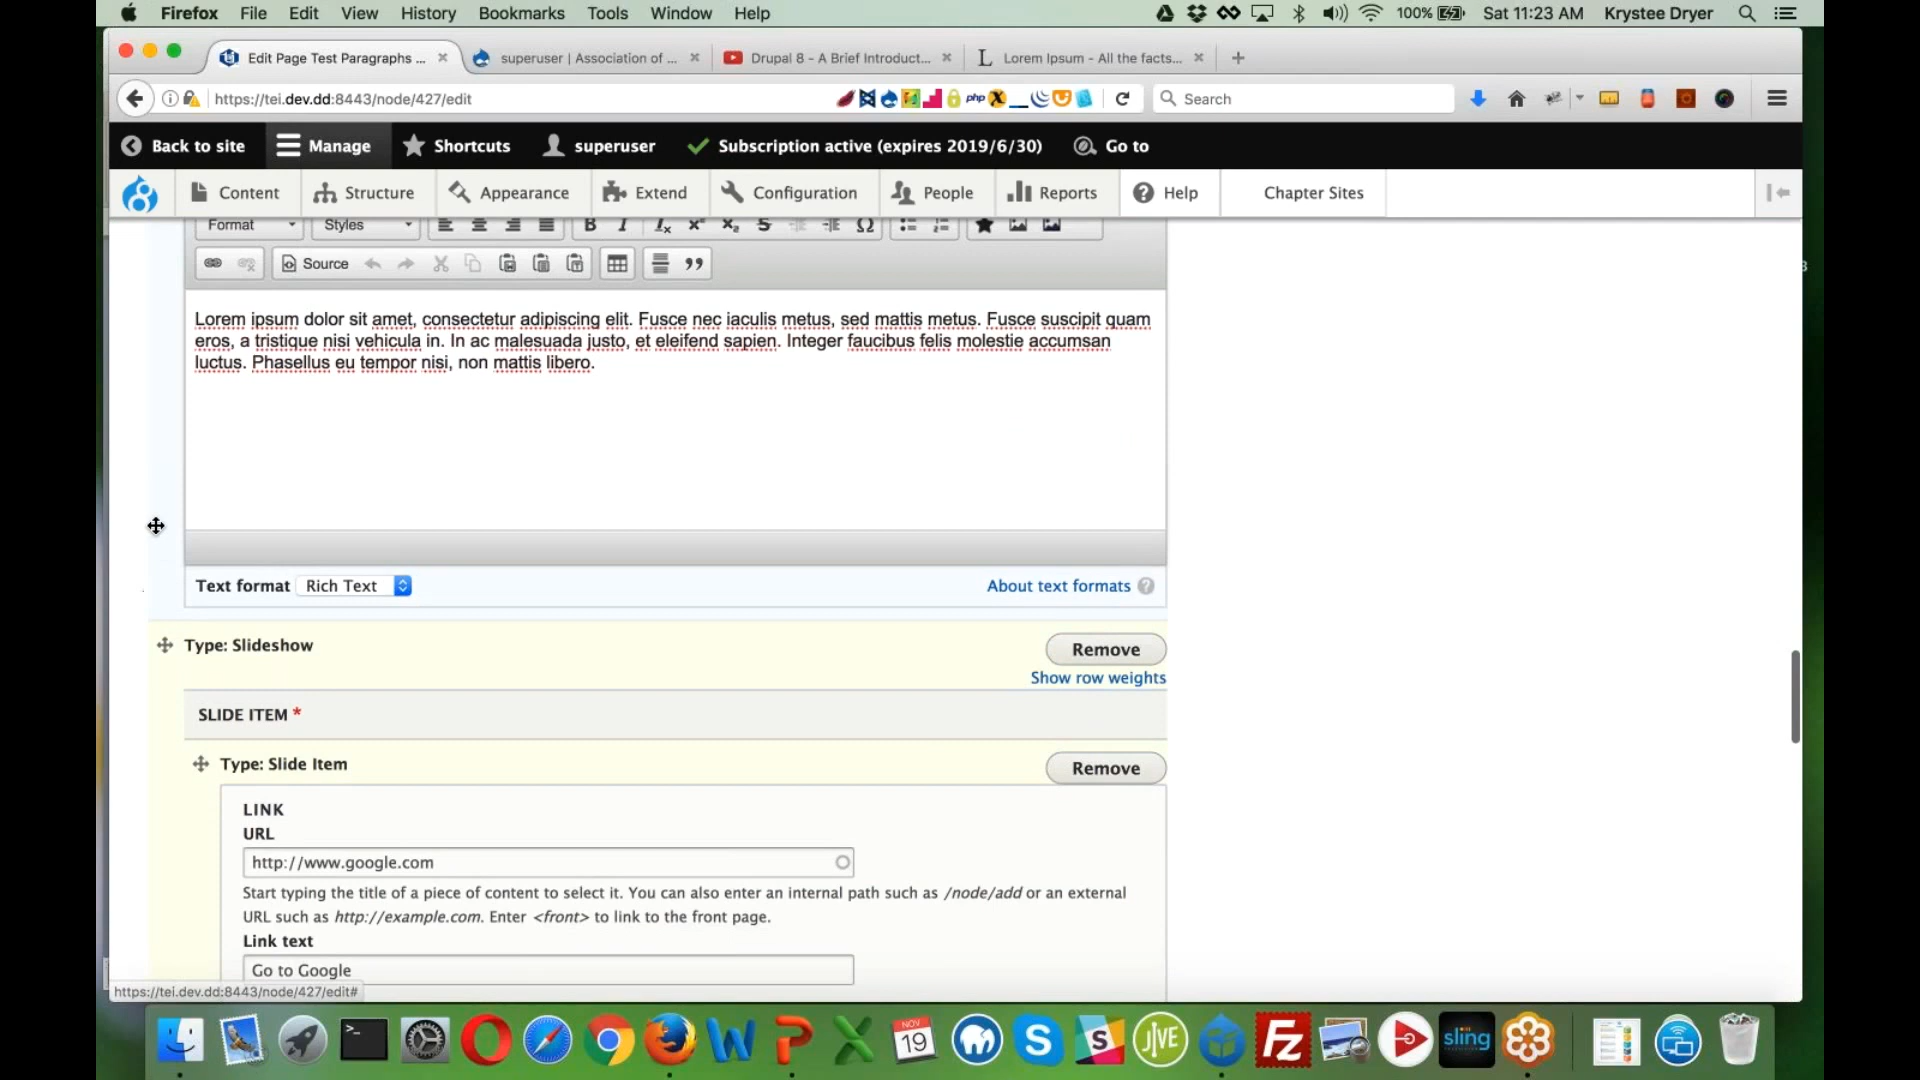 Firefox File Edit View History Bookmarks Tools Window Help 100% Sat 11:23 AM Krystee Dryer
Edit Page Test Paragraphs ... superuser | Association of ... Drupal 8 - A Brief Introduct... Lorem Ipsum - All the facts...
https://tei.dev.dd:8443/node/427/edit php Search
Back to site Manage Shortcuts superuser Subscription active (expires 2019/6/30) Go to
Content Structure Appearance Extend Configuration People Reports Help Chapter Sites
Format Styles
Source
Lorem ipsum dolor sit amet, consectetur adipiscing elit. Fusce nec iaculis metus, sed mattis metus. Fusce suscipit quam
eros, a tristique nisi vehicula in. In ac malesuada justo, et eleifend sapien. Integer faucibus felis molestie accumsan
luctus. Phasellus eu tempor nisi, non mattis libero.
Text format Rich Text About text formats
Type: Slideshow Remove
Show row weights
SLIDE ITEM *
Type: Slide Item Remove
LINK
URL
http://www.google.com
Start typing the title of a piece of content to select it. You can also enter an internal path such as /node/add or an external
URL such as http://example.com. Enter <front> to link to the front page.
Link text
Go to Google
https://tei.dev.dd:8443/node/427/edit#
NOV
19
JIVE
sling